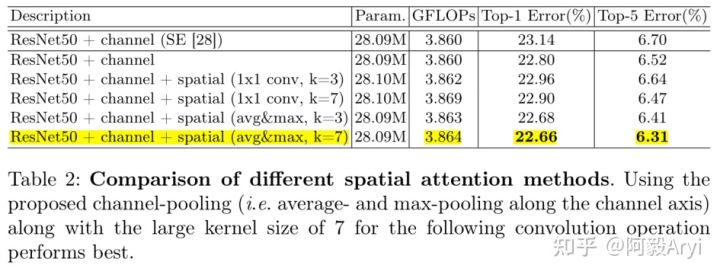 Description Param. GFLOPs Top-1 Error(%) Top-5 Error(%)
ResNet50 + channel (SE [28]) 28.09M 3.860 23.14 6.70
ResNet50 + channel 28.09M 3.860 22.80 6.52
ResNet50 + channel + spatial (1x1 conv, k=3) 28.10M 3.862 22.96 6.64
ResNet50 + channel + spatial (1x1 conv, k=7) 28.10M 3.869 22.90 6.47
ResNet50 + channel + spatial (avg&max, k=3) 28.09M 3.863 22.68 6.41
ResNet50 + channel + spatial (avg&max, k=7) 28.09M 3.864 22.66 6.31
Table 2: Comparison of different spatial attention methods. Using the
proposed channel-pooling (i.e. average- and max-pooling along the channel axis)
along with the large kernel size of 7 for the following convolution operation
performs best.
知乎 @阿毅Aryi